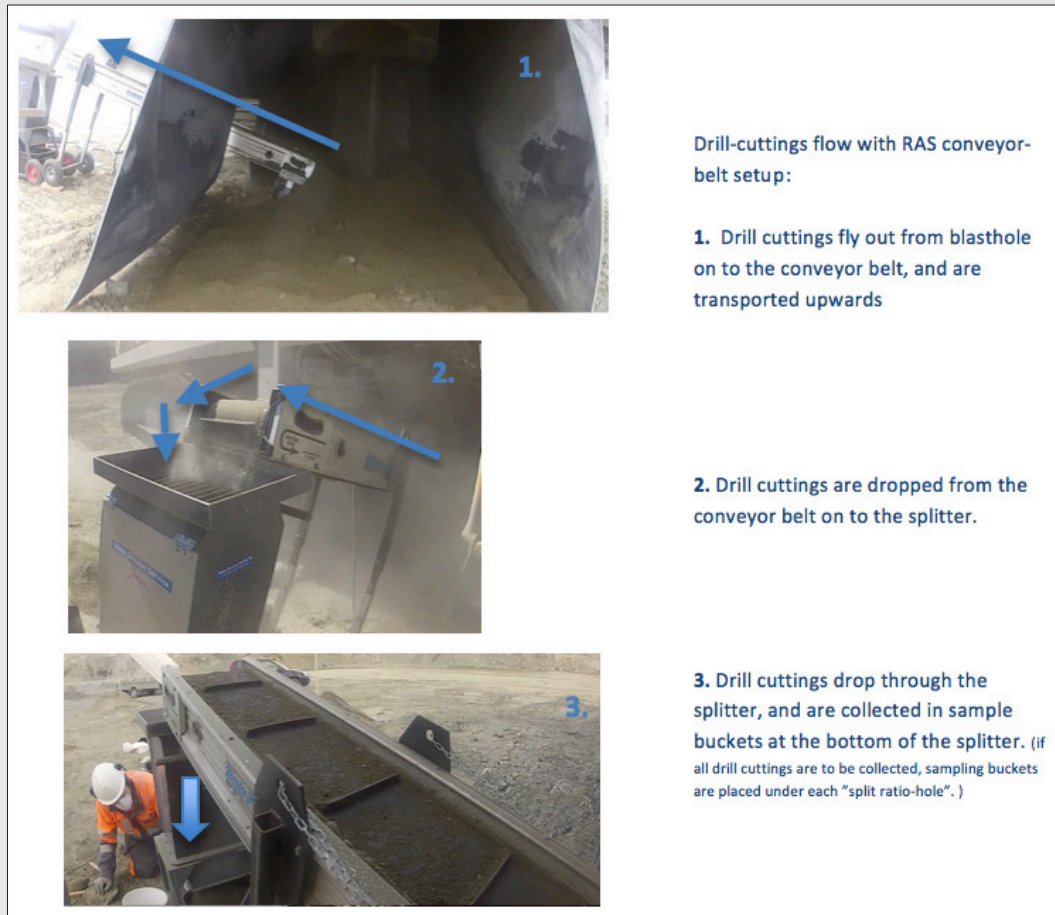 1.
Drill-cuttings flow with RAS conveyor-
belt setup:
1. Drill cuttings fly out from blasthole
on to the conveyor belt, and are
transported upwards
2.
2. Drill cuttings are dropped from the
conveyor belt on to the splitter.
3.
3. Drill cuttings drop through the
splitter, and are collected in sample
buckets at the bottom of the splitter. (if
all drill cuttings are to be collected, sampling buckets
are placed under each "split ratio-hole". )